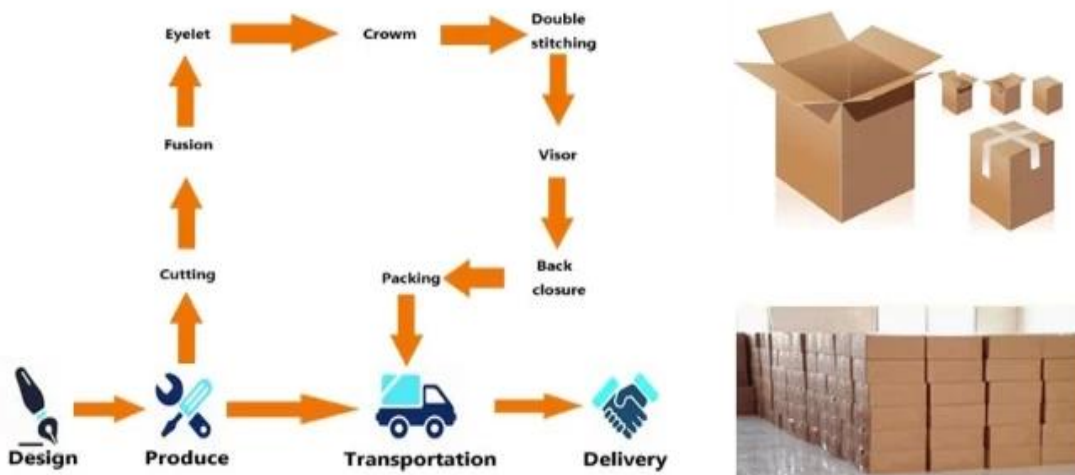 Eyelet
Crowm
Double
stitching
Fusion
Visor
Cutting
Packing
Back
closure
Design
Produce
Transportation
Delivery